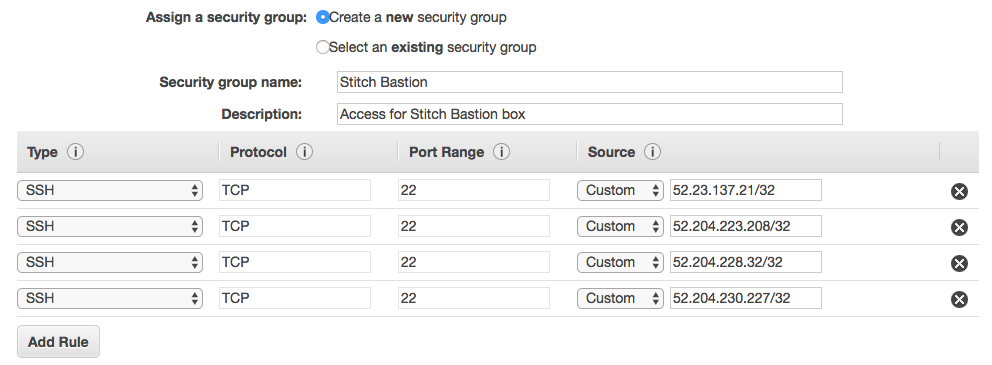 Assign a security group: Create a new security group
Select an existing security group
Security group name: Stitch Bastion
Description: Access for Stitch Bastion box
Type i Protocol i Port Range i Source i
SSH TCP 22 Custom 52.23.137.21/32
SSH TCP 22 Custom 52.204.223.208/32
SSH TCP 22 Custom 52.204.228.32/32
SSH TCP 22 Custom 52.204.230.227/32
Add Rule